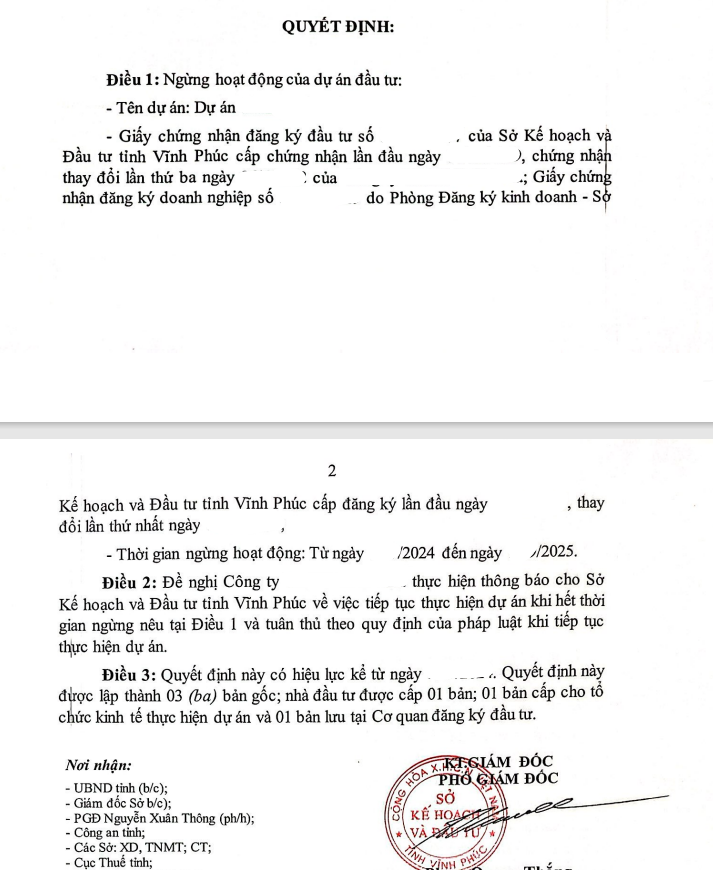 QUYẾT ĐỊNH:
Điều 1: Ngừng hoạt động của dự án đầu tư:
- Tên dự án: Dự án
- Giấy chứng nhận đăng ký đầu tư số , của Sở Kế hoạch và
Đầu tư tỉnh Vĩnh Phúc cấp chứng nhận lần đầu ngày ), chứng nhận
thay đổi lần thứ ba ngày của .; Giấy chứng
nhận đăng ký doanh nghiệp số do Phòng Đăng ký kinh doanh - Sở
2
Kế hoạch và Đầu tư tỉnh Vĩnh Phúc cấp đăng ký lần đầu ngày , thay
đổi lần thứ nhất ngày ,
- Thời gian ngừng hoạt động: Từ ngày /2024 đến ngày /2025.
Điều 2: Đề nghị Công ty thực hiện thông báo cho Sở
Kế hoạch và Đầu tư tỉnh Vĩnh Phúc về việc tiếp tục thực hiện dự án khi hết thời
gian ngừng nêu tại Điều 1 và tuân thủ theo quy định của pháp luật khi tiếp tục
thực hiện dự án.
Điều 3: Quyết định này có hiệu lực kể từ ngày . Quyết định này
được lập thành 03 (ba) bản gốc; nhà đầu tư được cấp 01 bản; 01 bản cấp cho tổ
chức kinh tế thực hiện dự án và 01 bản lưu tại Cơ quan đăng ký đầu tư.
Nơi nhận:
- UBND tỉnh (b/c);
- Giám đốc Sở b/c);
- PGĐ Nguyễn Xuân Thông (ph/h);
- Công an tỉnh;
- Các Sở: XD, TNMT; CT;
- Cục Thuế tỉnh;
KT.GIÁM ĐỐC
PHÓ GIÁM ĐỐC
CỘNG HÒA X.H.C.N VIỆT NAM
SỞ
KẾ HOẠCH
VÀ ĐẦU TƯ
TỈNH VĨNH PHÚC